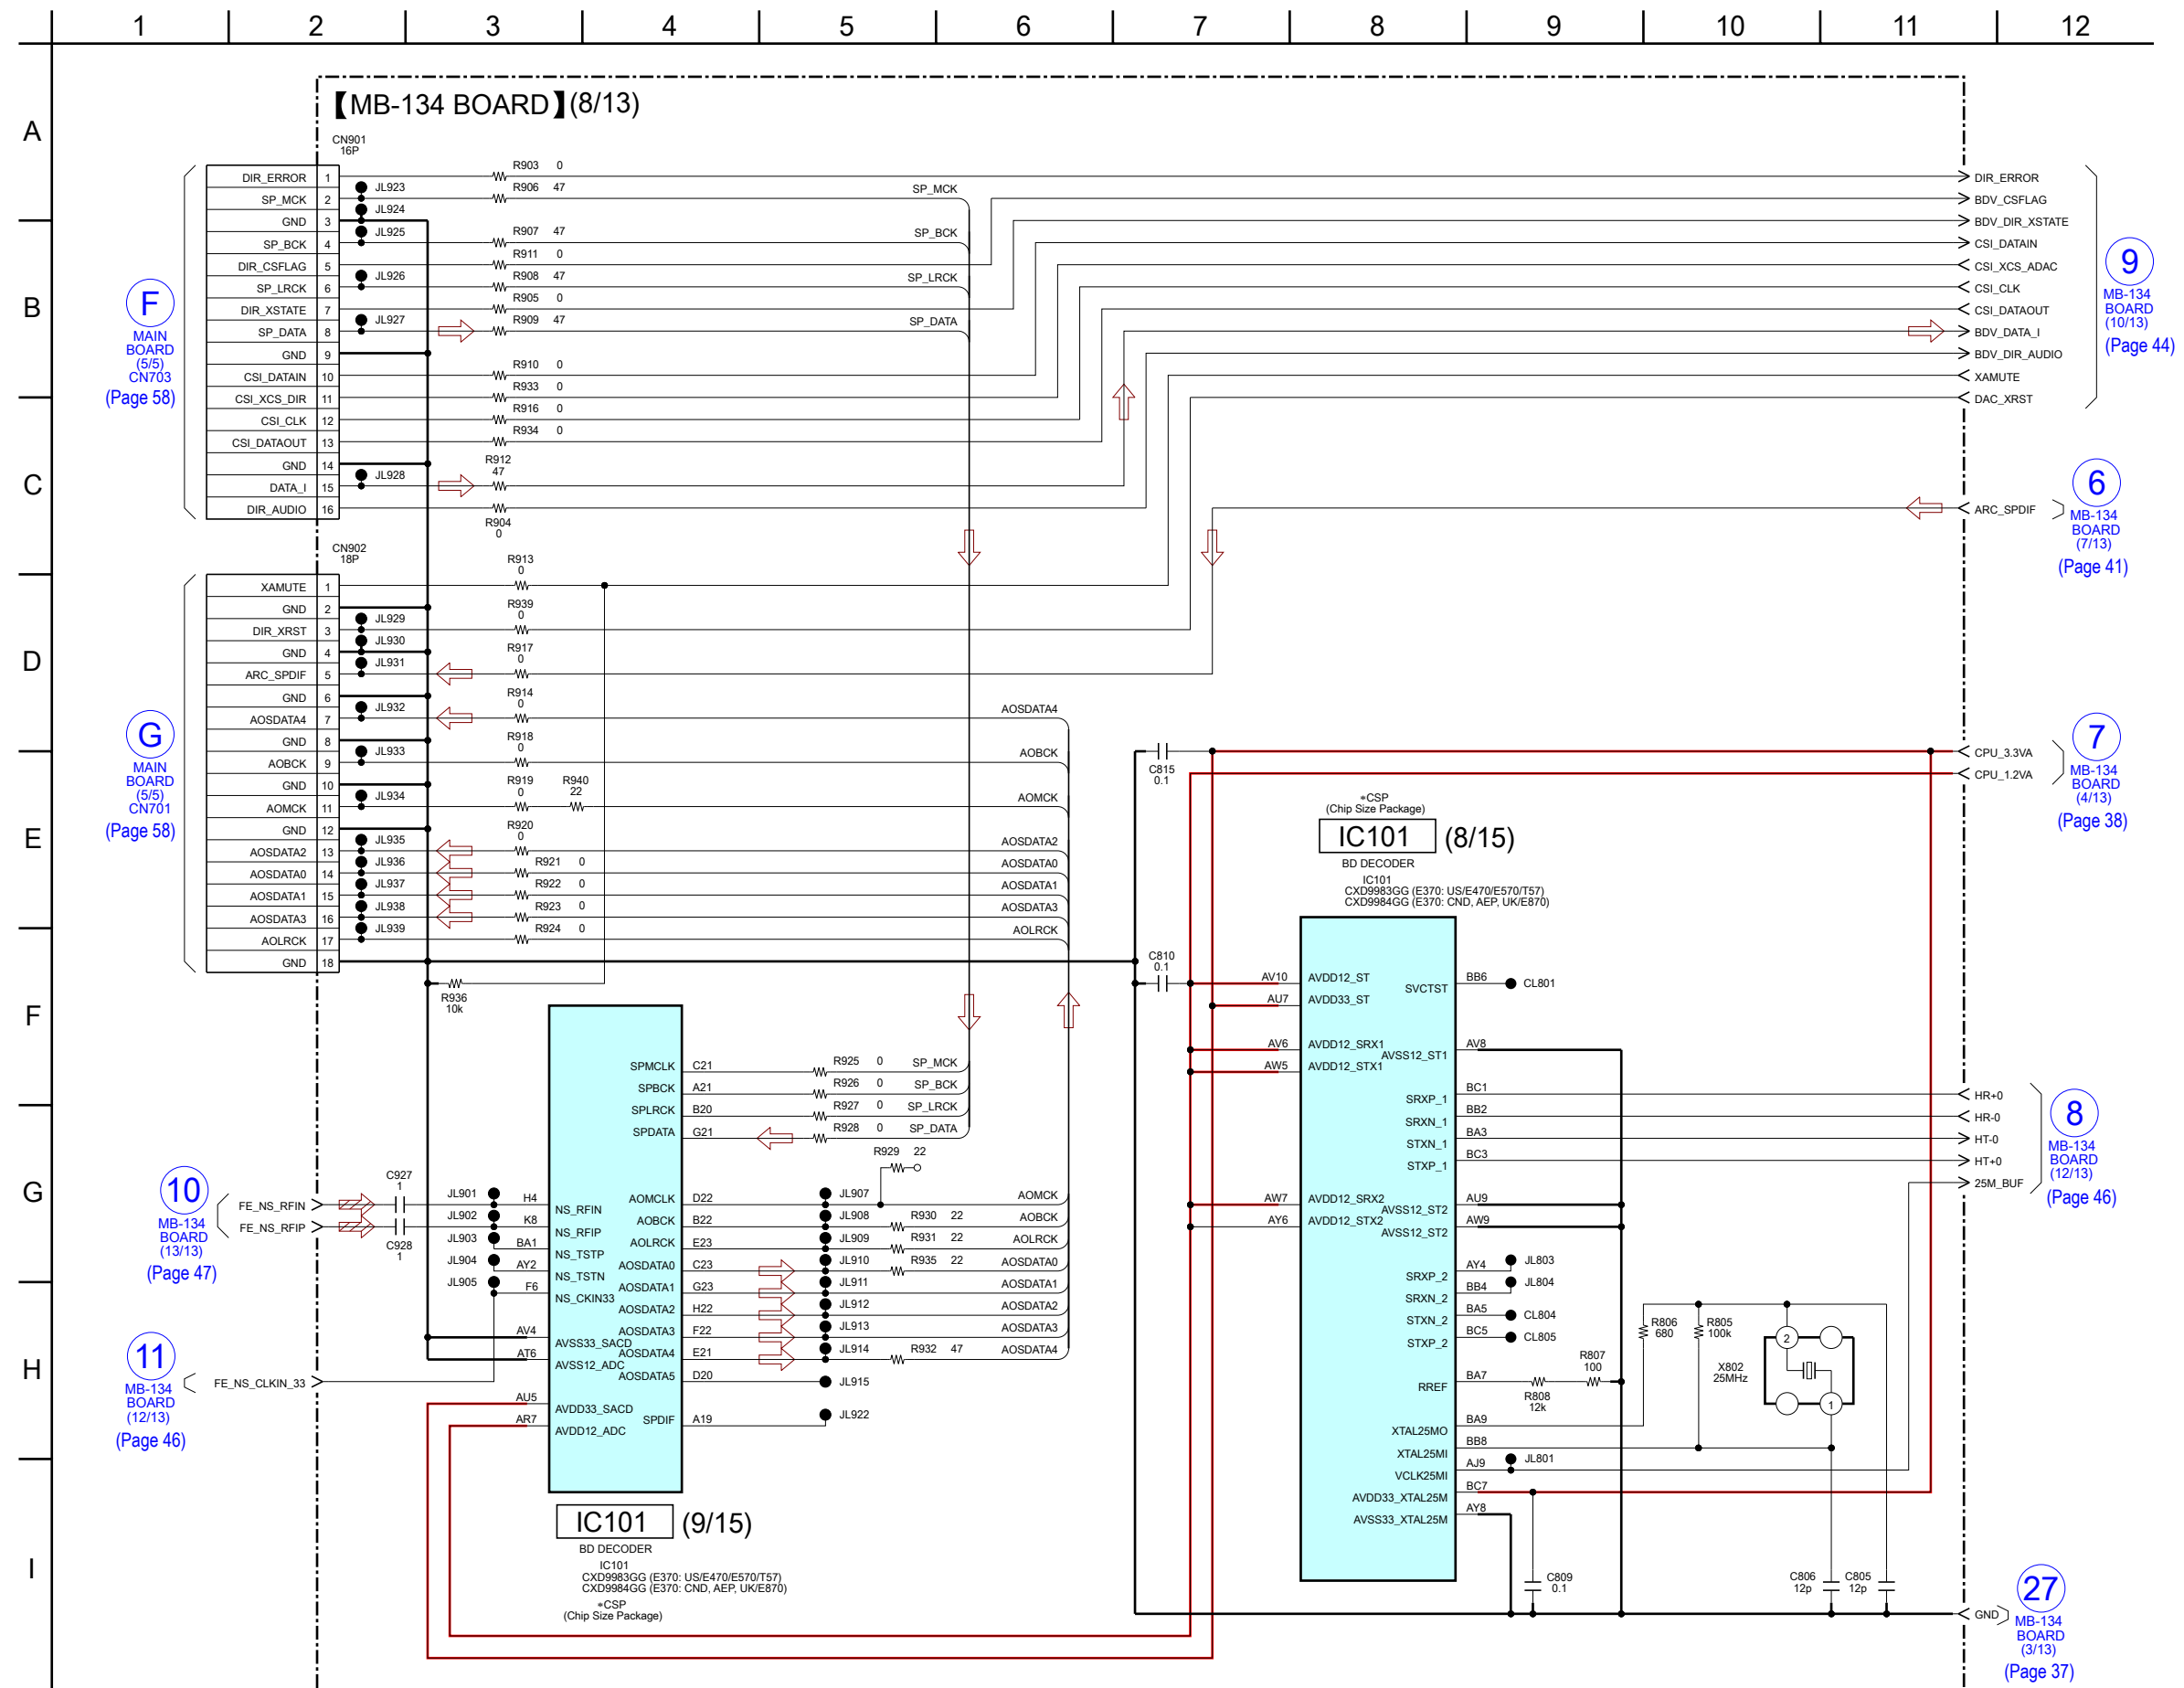 1 2 3 4 5 6 7 8 9 10 11 12
A
B
C
D
E
F
G
H
I
【MB-134 BOARD】(8/13)
CN901
16P
DIR_ERROR 1
SP_MCK 2
GND 3
SP_BCK 4
DIR_CSFLAG 5
SP_LRCK 6
DIR_XSTATE 7
SP_DATA 8
GND 9
CSI_DATAIN 10
CSI_XCS_DIR 11
CSI_CLK 12
CSI_DATAOUT 13
GND 14
DATA_I 15
DIR_AUDIO 16
F
MAIN
BOARD
(5/5)
CN703
(Page 58)
JL923
JL924
JL925
JL926
JL927
JL928
R903 0
R906 47
R907 47
R911 0
R908 47
R905 0
R909 47
R910 0
R933 0
R916 0
R934 0
R912
47
R904
0
SP_MCK
SP_BCK
SP_LRCK
SP_DATA
DIR_ERROR
BDV_CSFLAG
BDV_DIR_XSTATE
CSI_DATAIN
CSI_XCS_ADAC
CSI_CLK
CSI_DATAOUT
BDV_DATA_I
BDV_DIR_AUDIO
XAMUTE
DAC_XRST
9
MB-134
BOARD
(10/13)
(Page 44)
ARC_SPDIF
6
MB-134
BOARD
(7/13)
(Page 41)
CN902
18P
XAMUTE 1
GND 2
DIR_XRST 3
GND 4
ARC_SPDIF 5
GND 6
AOSDATA4 7
GND 8
AOBCK 9
GND 10
AOMCK 11
GND 12
AOSDATA2 13
AOSDATA0 14
AOSDATA1 15
AOSDATA3 16
AOLRCK 17
GND 18
G
MAIN
BOARD
(5/5)
CN701
(Page 58)
JL929
JL930
JL931
JL932
JL933
JL934
JL935
JL936
JL937
JL938
JL939
R913
0
R939
0
R917
0
R914
0
R918
0
R919
0
R940
22
R920
0
R921 0
R922 0
R923 0
R924 0
R936
10k
AOSDATA4
AOBCK
AOMCK
AOSDATA2
AOSDATA0
AOSDATA1
AOSDATA3
AOLRCK
C815
0.1
C810
0.1
CPU_3.3VA
CPU_1.2VA
7
MB-134
BOARD
(4/13)
(Page 38)
*CSP
(Chip Size Package)
IC101 (8/15)
BD DECODER
IC101
CXD9983GG (E370: US/E470/E570/T57)
CXD9984GG (E370: CND, AEP, UK/E870)
AV10 AVDD12_ST
AU7 AVDD33_ST
AV6 AVDD12_SRX1
AW5 AVDD12_STX1
AW7 AVDD12_SRX2
AY6 AVDD12_STX2
SVCTST BB6 CL801
AVSS12_ST1 AV8
SRXP_1 BC1
SRXN_1 BB2
STXN_1 BA3
STXP_1 BC3
AVSS12_ST2 AU9
AVSS12_ST2 AW9
SRXP_2 AY4 JL803
SRXN_2 BB4 JL804
STXN_2 BA5 CL804
STXP_2 BC5 CL805
RREF BA7
XTAL25MO BA9
XTAL25MI BB8
VCLK25MI AJ9 JL801
AVDD33_XTAL25M BC7
AVSS33_XTAL25M AY8
R807
100
R808
12k
R806
680
R805
100k
X802
25MHz
2
1
C809
0.1
C806
12p
C805
12p
HR+0
HR-0
HT-0
HT+0
25M_BUF
8
MB-134
BOARD
(12/13)
(Page 46)
GND
27
MB-134
BOARD
(3/13)
(Page 37)
10
MB-134
BOARD
(13/13)
(Page 47)
FE_NS_RFIN
FE_NS_RFIP
C927
1
C928
1
11
MB-134
BOARD
(12/13)
(Page 46)
FE_NS_CLKIN_33
JL901
JL902
JL903
JL904
JL905
H4 NS_RFIN
K8 NS_RFIP
BA1 NS_TSTP
AY2 NS_TSTN
F6 NS_CKIN33
AV4 AVSS33_SACD
AT6 AVSS12_ADC
AU5 AVDD33_SACD
AR7 AVDD12_ADC
SPMCLK C21 R925 0 SP_MCK
SPBCK A21 R926 0 SP_BCK
SPLRCK B20 R927 0 SP_LRCK
SPDATA G21 R928 0 SP_DATA
R929 22
AOMCLK D22 JL907 AOMCK
AOBCK B22 JL908 R930 22 AOBCK
AOLRCK E23 JL909 R931 22 AOLRCK
AOSDATA0 C23 JL910 R935 22 AOSDATA0
AOSDATA1 G23 JL911 AOSDATA1
AOSDATA2 H22 JL912 AOSDATA2
AOSDATA3 F22 JL913 AOSDATA3
AOSDATA4 E21 JL914 R932 47 AOSDATA4
AOSDATA5 D20 JL915
SPDIF A19 JL922
IC101 (9/15)
BD DECODER
IC101
CXD9983GG (E370: US/E470/E570/T57)
CXD9984GG (E370: CND, AEP, UK/E870)
*CSP
(Chip Size Package)